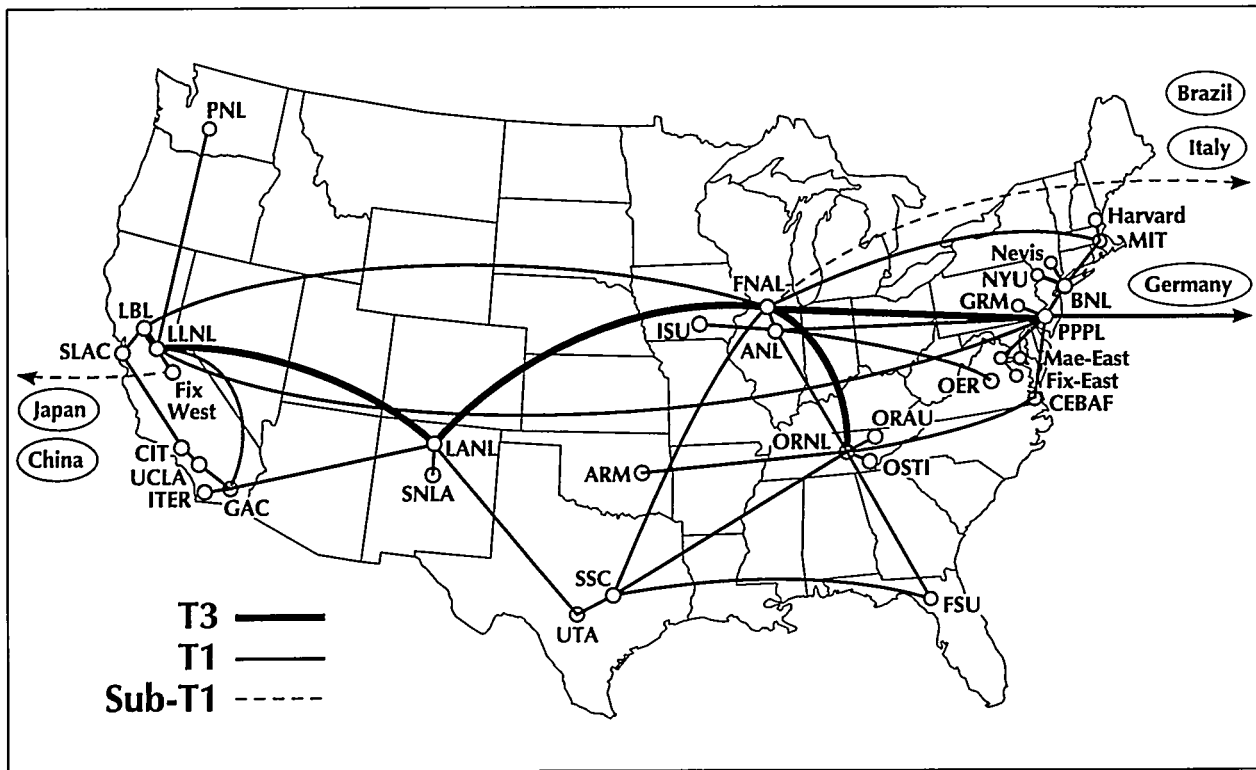 PNL
Brazil
Italy
Harvard
MIT
Nevis
NYU
BNL
FNAL
GRM
Germany
PPPL
LBL
LLNL
ISU
ANL
SLAC
Mae-East
Fix
West
OER
Fix-East
CEBAF
Japan
China
ORAU
ORNL
CIT
LANL
OSTI
UCLA
ARM
ITER
GAC
SNLA
SSC
FSU
UTA
T3
T1
Sub-T1